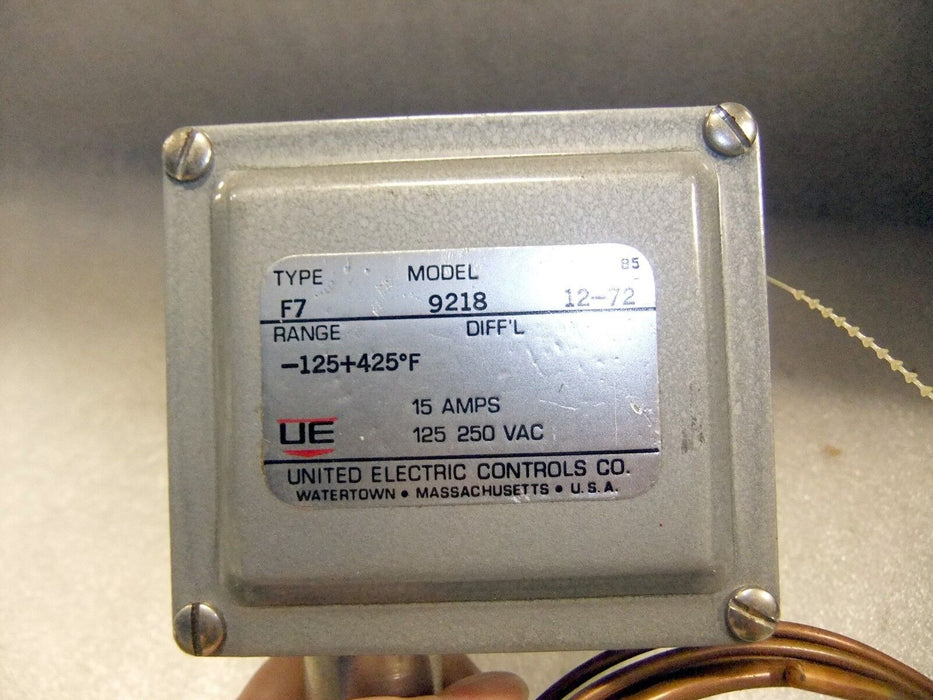 TYPE MODEL 85
F7 9218 12-72
RANGE DIFF'L
-125+425°F
15 AMPS
UE 125 250 VAC
UNITED ELECTRIC CONTROLS CO.
WATERTOWN • MASSACHUSETTS • U.S.A.